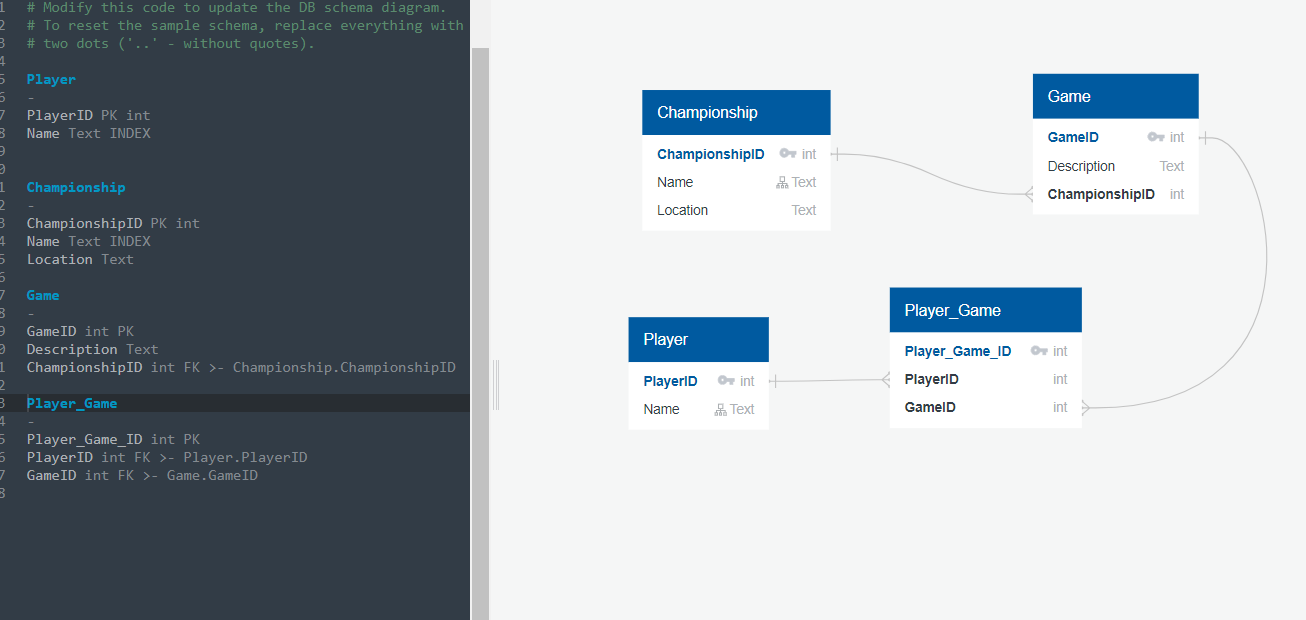 1 # Modify this code to update the DB schema diagram.
2 # To reset the sample schema, replace everything with
3 # two dots ('..' - without quotes).
4
5 Player
6 -
7 PlayerID PK int
8 Name Text INDEX
9
0
1 Championship
2 -
3 ChampionshipID PK int
4 Name Text INDEX
5 Location Text
6
7 Game
8 -
9 GameID int PK
0 Description Text
1 ChampionshipID int FK >- Championship.ChampionshipID
2
3 Player_Game
4 -
5 Player_Game_ID int PK
6 PlayerID int FK >- Player.PlayerID
7 GameID int FK >- Game.GameID
8
Championship
ChampionshipID int
Name Text
Location Text
Game
GameID int
Description Text
ChampionshipID int
Player
PlayerID int
Name Text
Player_Game
Player_Game_ID int
PlayerID int
GameID int